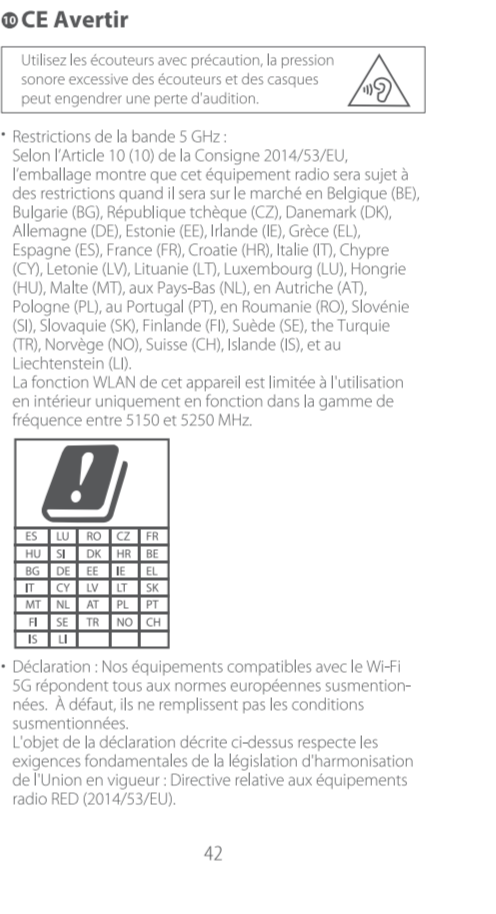 ❿ CE Avertir
Utilisez les écouteurs avec précaution, la pression
sonore excessive des écouteurs et des casques
peut engendrer une perte d'audition.
• Restrictions de la bande 5 GHz :
Selon l'Article 10 (10) de la Consigne 2014/53/EU,
l'emballage montre que cet équipement radio sera sujet à
des restrictions quand il sera sur le marché en Belgique (BE),
Bulgarie (BG), République tchèque (CZ), Danemark (DK),
Allemagne (DE), Estonie (EE), Irlande (IE), Grèce (EL),
Espagne (ES), France (FR), Croatie (HR), Italie (IT), Chypre
(CY), Letonie (LV), Lituanie (LT), Luxembourg (LU), Hongrie
(HU), Malte (MT), aux Pays-Bas (NL), en Autriche (AT),
Pologne (PL), au Portugal (PT), en Roumanie (RO), Slovénie
(SI), Slovaquie (SK), Finlande (FI), Suède (SE), the Turquie
(TR), Norvège (NO), Suisse (CH), Islande (IS), et au
Liechtenstein (LI).
La fonction WLAN de cet appareil est limitée à l'utilisation
en intérieur uniquement en fonction dans la gamme de
fréquence entre 5150 et 5250 MHz.
ES LU RO CZ FR
HU SI DK HR BE
BG DE EE IE EL
IT CY LV LT SK
MT NL AT PL PT
FI SE TR NO CH
IS LI
• Déclaration : Nos équipements compatibles avec le Wi-Fi
5G répondent tous aux normes européennes susmention-
nées. À défaut, ils ne remplissent pas les conditions
susmentionnées.
L'objet de la déclaration décrite ci-dessus respecte les
exigences fondamentales de la législation d'harmonisation
de l'Union en vigueur : Directive relative aux équipements
radio RED (2014/53/EU).
42